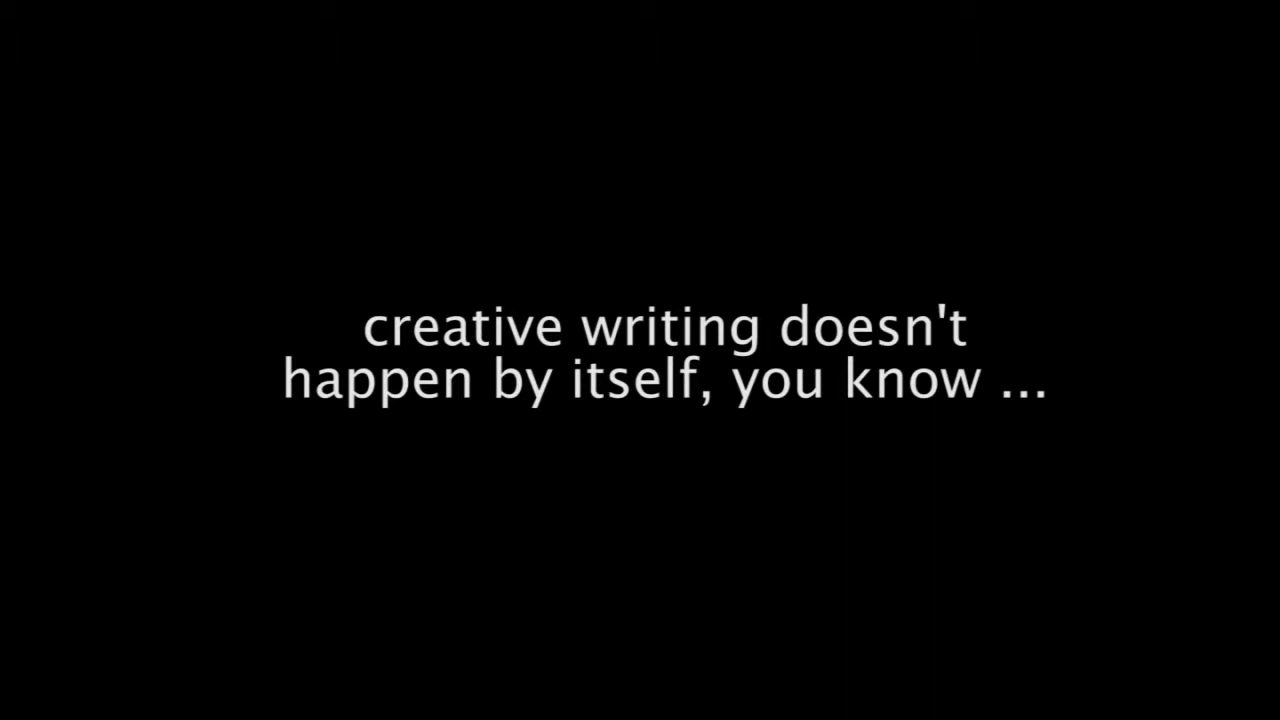 creative writing doesn't
happen by itself, you know ...